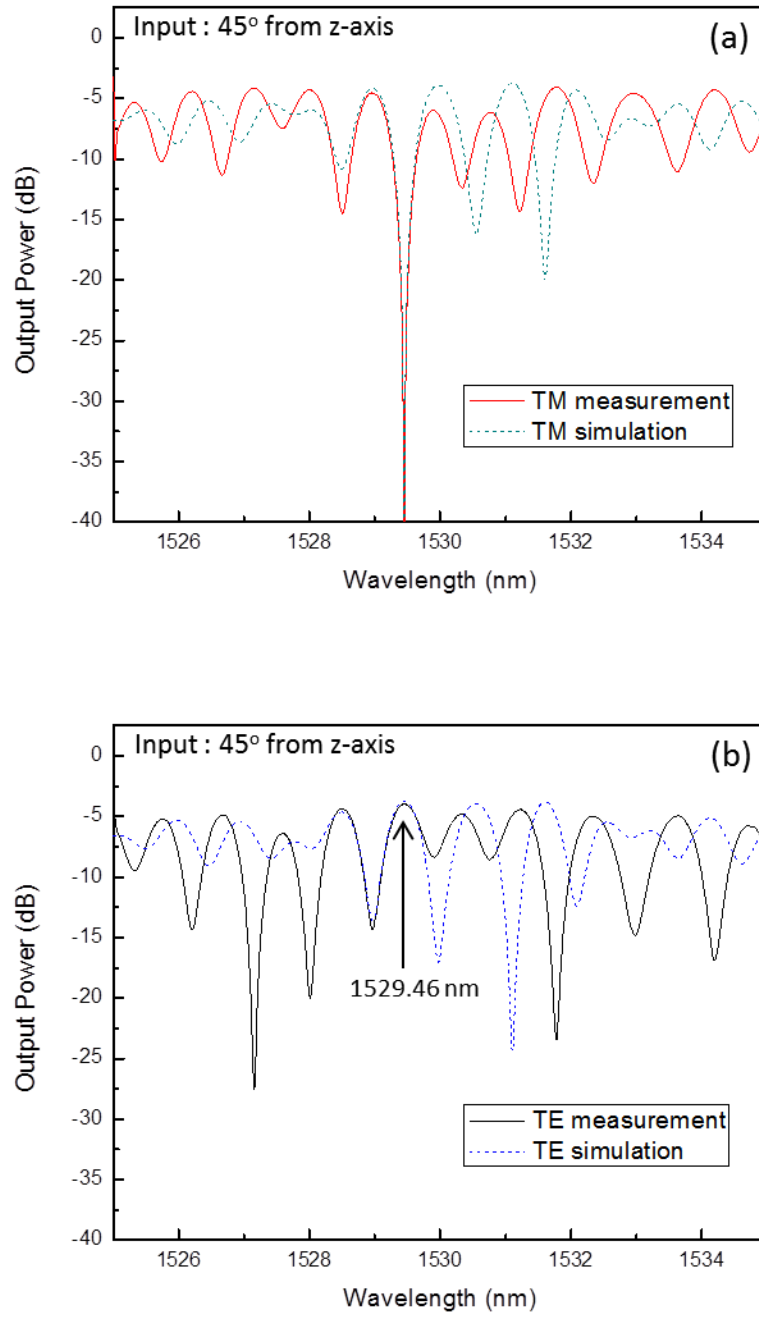 Input : 45° from z-axis
(a)
0
-5
-10
-15
-20
-25
-30
-35
-40
Output Power (dB)
TM measurement
TM simulation
1526
1528
1530
1532
1534
Wavelength (nm)
Input : 45° from z-axis
(b)
0
-5
-10
-15
-20
-25
-30
-35
-40
Output Power (dB)
1529.46 nm
TE measurement
TE simulation
1526
1528
1530
1532
1534
Wavelength (nm)